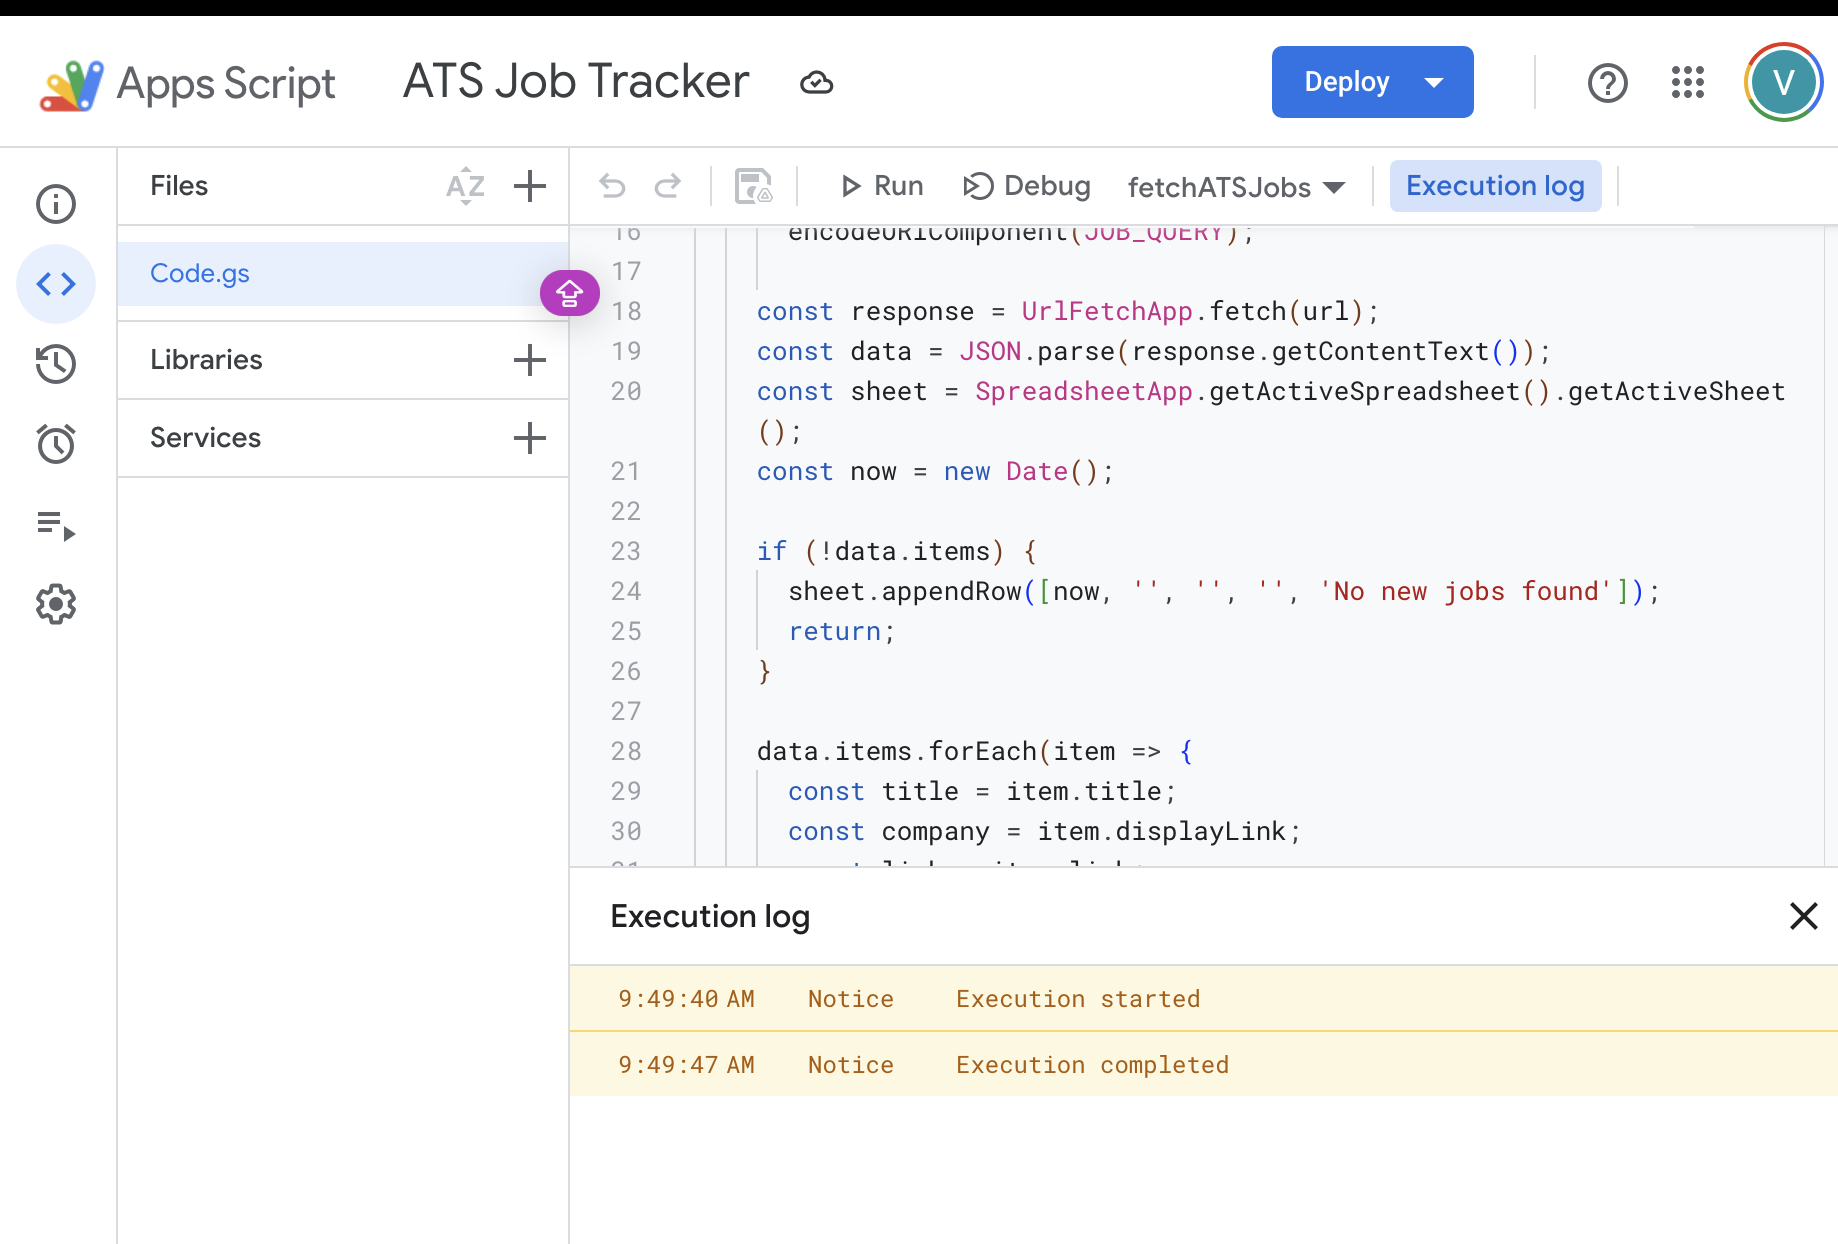 Apps Script
ATS Job Tracker
Deploy
V
Files
AZ
Run
Debug
fetchATSJobs
Execution log
Code.gs
Libraries
Services
16 encodeURIComponent(JOB_QUERY);
17
18 const response = UrlFetchApp.fetch(url);
19 const data = JSON.parse(response.getContentText());
20 const sheet = SpreadsheetApp.getActiveSpreadsheet().getActiveSheet
();
21 const now = new Date();
22
23 if (!data.items) {
24 sheet.appendRow([now, '', '', '', 'No new jobs found']);
25 return;
26 }
27
28 data.items.forEach(item => {
29 const title = item.title;
30 const company = item.displayLink;
Execution log
9:49:40 AM Notice Execution started
9:49:47 AM Notice Execution completed